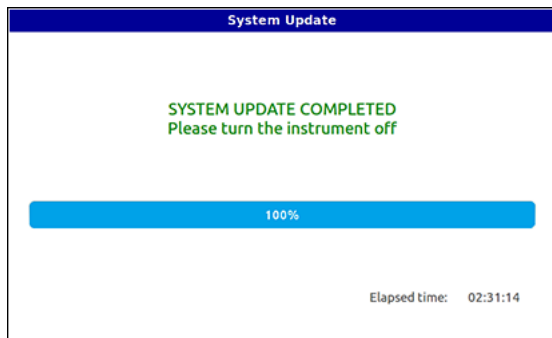 System Update
SYSTEM UPDATE COMPLETED
Please turn the instrument off
100%
Elapsed time: 02:31:14